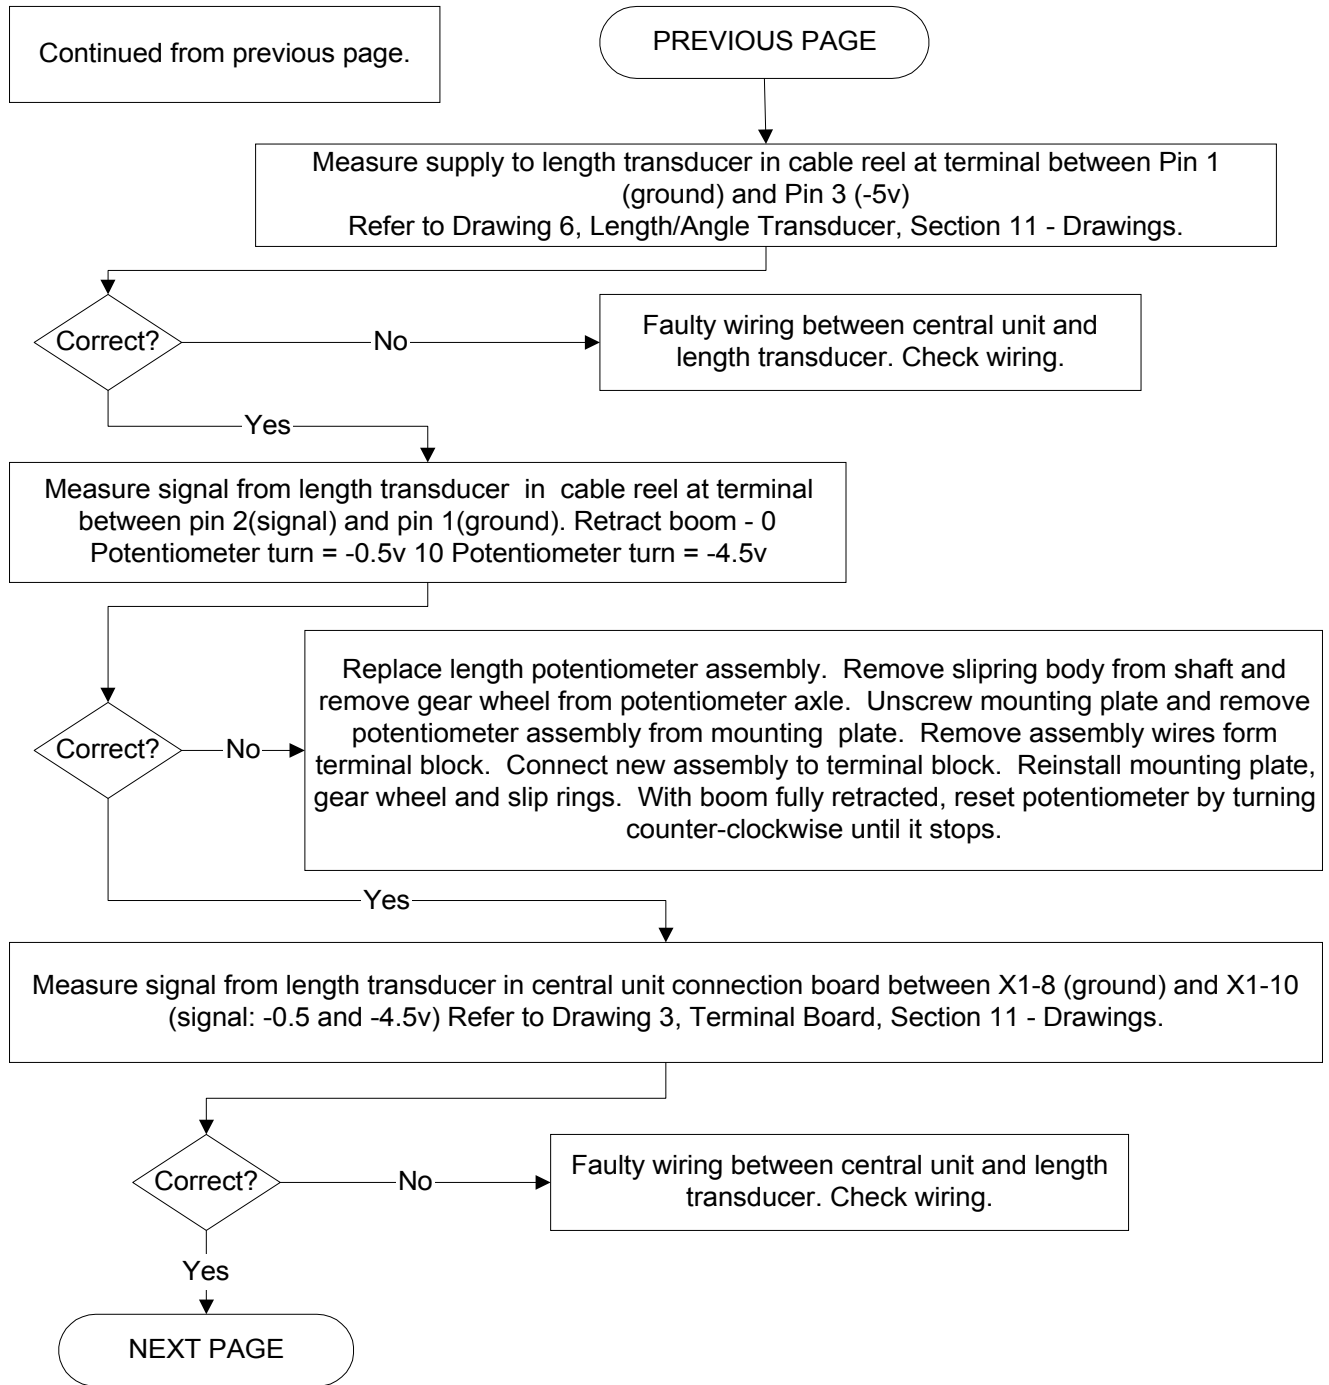 Continued from previous page.
PREVIOUS PAGE
Measure supply to length transducer in cable reel at terminal between Pin 1
(ground) and Pin 3 (-5v)
Refer to Drawing 6, Length/Angle Transducer, Section 11 - Drawings.
Correct?
No
Faulty wiring between central unit and
length transducer. Check wiring.
Yes
Measure signal from length transducer in cable reel at terminal
between pin 2(signal) and pin 1(ground). Retract boom - 0
Potentiometer turn = -0.5v 10 Potentiometer turn = -4.5v
Correct?
No
Replace length potentiometer assembly. Remove slipring body from shaft and
remove gear wheel from potentiometer axle. Unscrew mounting plate and remove
potentiometer assembly from mounting plate. Remove assembly wires form
terminal block. Connect new assembly to terminal block. Reinstall mounting plate,
gear wheel and slip rings. With boom fully retracted, reset potentiometer by turning
counter-clockwise until it stops.
Yes
Measure signal from length transducer in central unit connection board between X1-8 (ground) and X1-10
(signal: -0.5 and -4.5v) Refer to Drawing 3, Terminal Board, Section 11 - Drawings.
Correct?
No
Faulty wiring between central unit and length
transducer. Check wiring.
Yes
NEXT PAGE